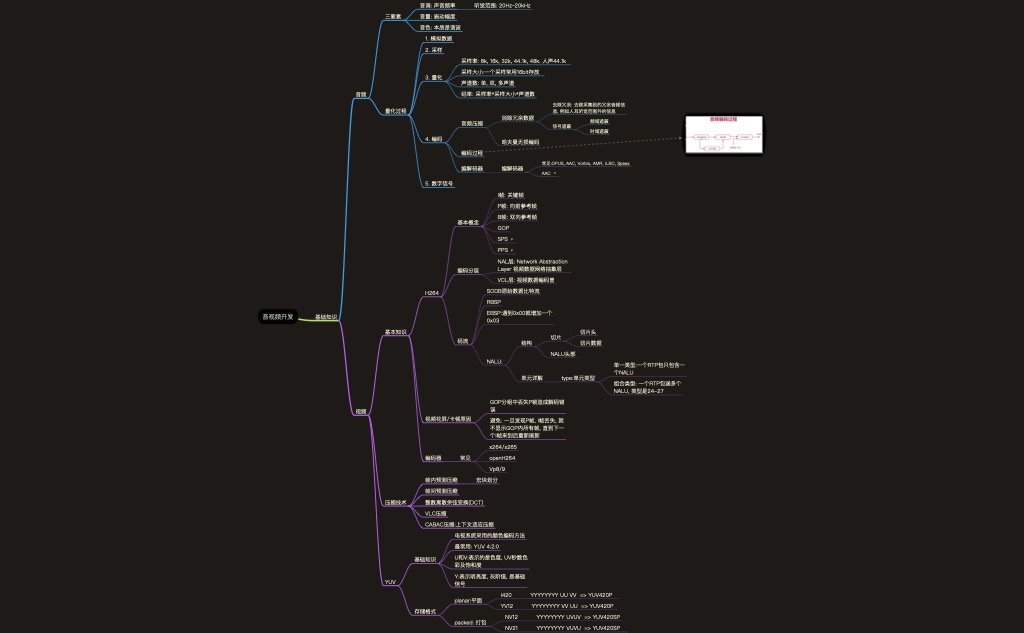 音视频开发
基础知识
音频
三要素
音调: 声音频率
听觉范围: 20Hz~20kHz
音量: 振动幅度
音色: 本质是谐波
量化过程
1. 模拟数据
2. 采样
3. 量化
采样率: 8k, 16k, 32k, 44.1k, 48k. 人声44.1k
采样大小:一个采样常用16bit存放
声道数: 单, 双, 多声道
码率: 采样率*采样大小*声道数
4. 编码
音频压缩
消除冗余数据
去除冗余: 去除采集到的冗余音频信
息, 例如人耳听觉范围外的信息
信号遮蔽
频域遮蔽
时域遮蔽
哈夫曼无损编码
编码过程
音频编码过程
编解码器
编解码器
常见:OPUS, AAC, Vorbis, AMR, iLBC, Speex
AAC
5. 数字信号
视频
基本知识
H264
基本概念
I帧: 关键帧
P帧: 向前参考帧
B帧: 双向参考帧
GOP
SPS
PPS
编码分层
NAL层: Network Abstraction
Layer 视频数据网络抽象层
VCL层: 视频数据编码层
码流
SODB原始数据比特流
RBSP
EBSP:遇到0x00就增加一个
0x03
NALU:
结构
切片
切片头
切片数据
NALU头部
单元详解
type:单元类型
单一类型:一个RTP包只包含一
个NALU
组合类型: 一个RTP包涵多个
NALU, 类型是24-27
视频花屏/卡顿原因
GOP分组中丢失P帧造成解码错
误
避免: 一旦发现P帧, I帧丢失, 就
不显示GOP内所有帧, 直到下一
个I帧来到后重新刷新
编码器
常见
x264/x265
openH264
Vp8/9
压缩技术
帧内预测压缩
宏块划分
帧间预测压缩
整数离散余弦变换[DCT]
VLC压缩
CABAC压缩:上下文适应压缩
YUV
基础知识
电视系统采用的颜色编码方法
最常用: YUV 4:2:0
U和V:表示的是色度, UV秒数色
彩及饱和度
Y:表示明亮度, 灰阶值, 是基础
信号
存储格式
planar:平面
I420 YYYYYYYY UU VV => YUV420P
YV12 YYYYYYYY VV UU => YUV420P
packed: 打包
NV12 YYYYYYYY UVUV => YUV420SP
NV21 YYYYYYYY VUVU => YUV420SP